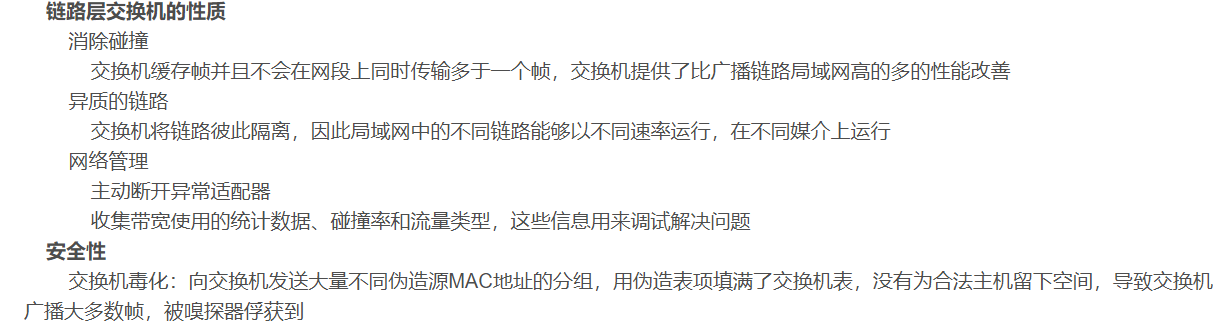 链路层交换机的性质
消除碰撞
交换机缓存帧并且不会在网段上同时传输多于一个帧，交换机提供了比广播链路局域网高的多的性能改善
异质的链路
交换机将链路彼此隔离，因此局域网中的不同链路能够以不同速率运行，在不同媒介上运行
网络管理
主动断开异常适配器
收集带宽使用的统计数据、碰撞率和流量类型，这些信息用来调试解决问题
安全性
交换机毒化：向交换机发送大量不同伪造源MAC地址的分组，用伪造表项填满了交换机表，没有为合法主机留下空间，导致交换机
广播大多数帧，被嗅探器俘获到